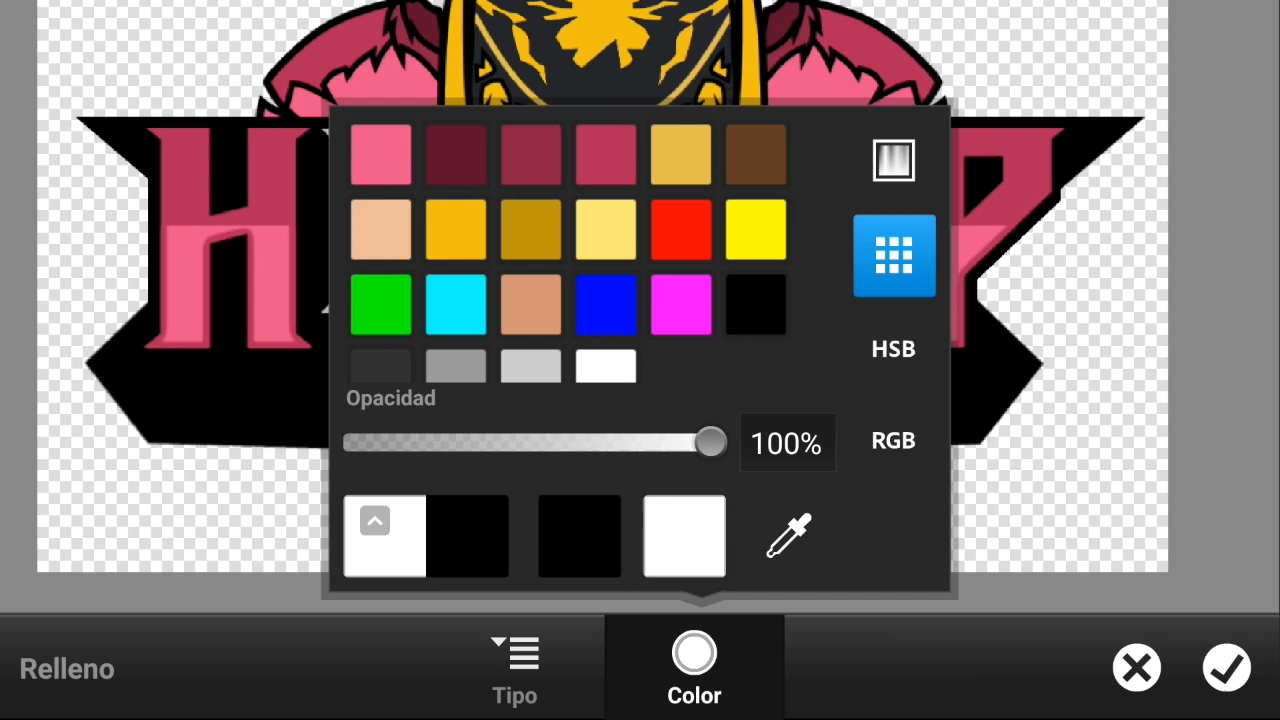 H
P
HSB
Opacidad
100%
RGB
Relleno
Tipo
Color